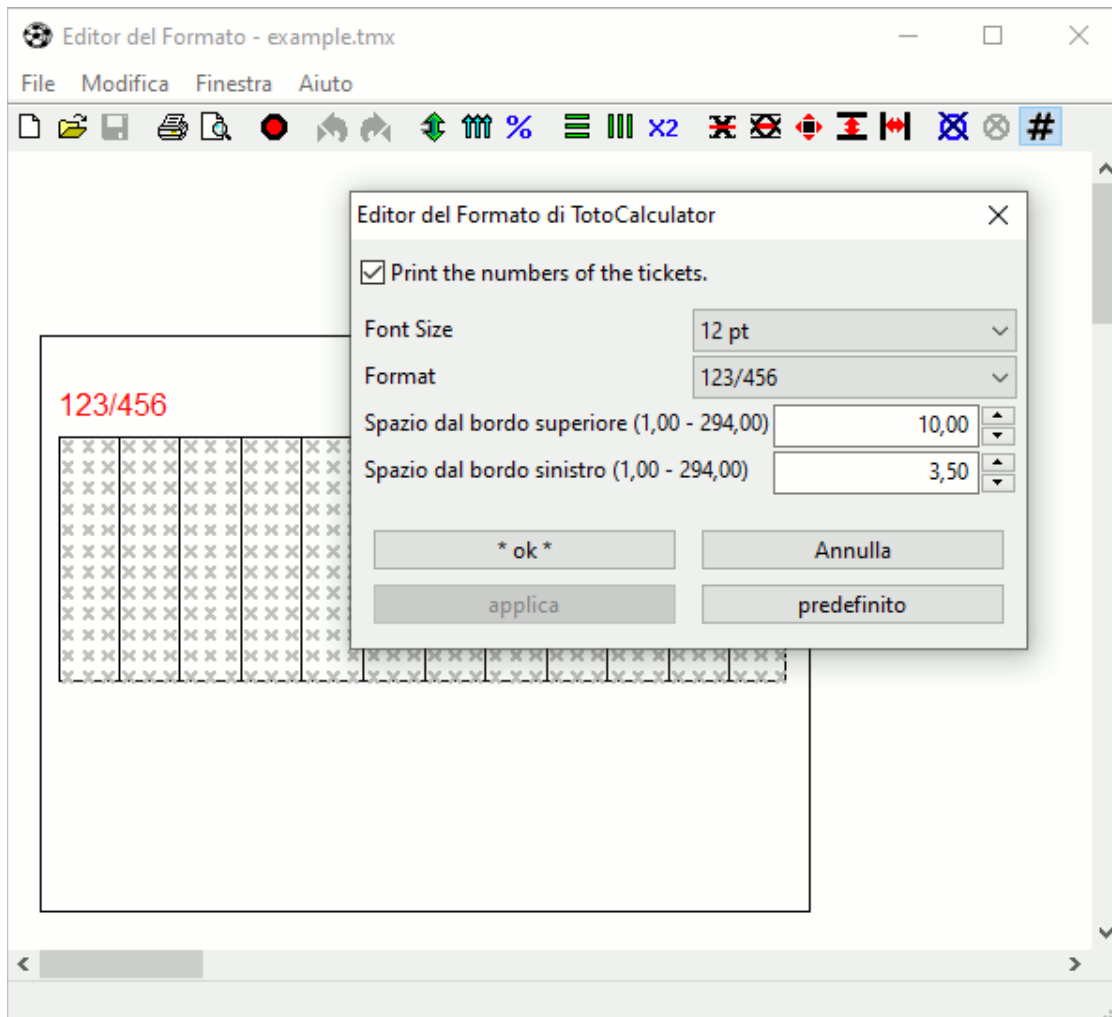 Editor del Formato - example.tmx
File Modifica Finestra Aiuto
% X2 #
Editor del Formato di TotoCalculator
Print the numbers of the tickets.
Font Size 12 pt
Format 123/456
Spazio dal bordo superiore (1,00 - 294,00) 10,00
Spazio dal bordo sinistro (1,00 - 294,00) 3,50
* ok * Annulla
applica predefinito
123/456